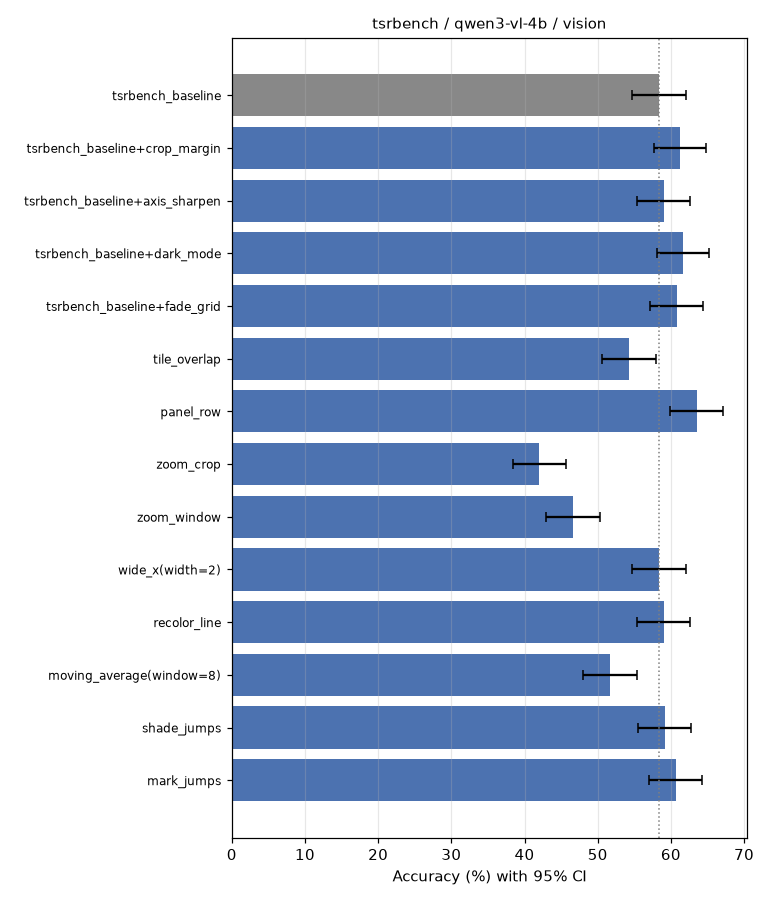 tsrbench / qwen3-vl-4b / vision
tsrbench_baseline
tsrbench_baseline+crop_margin
tsrbench_baseline+axis_sharpen
tsrbench_baseline+dark_mode
tsrbench_baseline+fade_grid
tile_overlap
panel_row
zoom_crop
zoom_window
wide_x(width=2)
recolor_line
moving_average(window=8)
shade_jumps
mark_jumps
0 10 20 30 40 50 60 70
Accuracy (%) with 95% CI